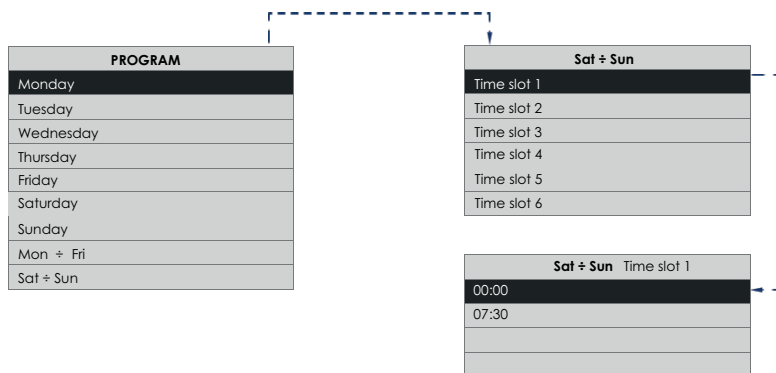 PROGRAM
Monday
Tuesday
Wednesday
Thursday
Friday
Saturday
Sunday
Mon ÷ Fri
Sat ÷ Sun
Sat ÷ Sun
Time slot 1
Time slot 2
Time slot 3
Time slot 4
Time slot 5
Time slot 6
Sat ÷ Sun Time slot 1
00:00
07:30